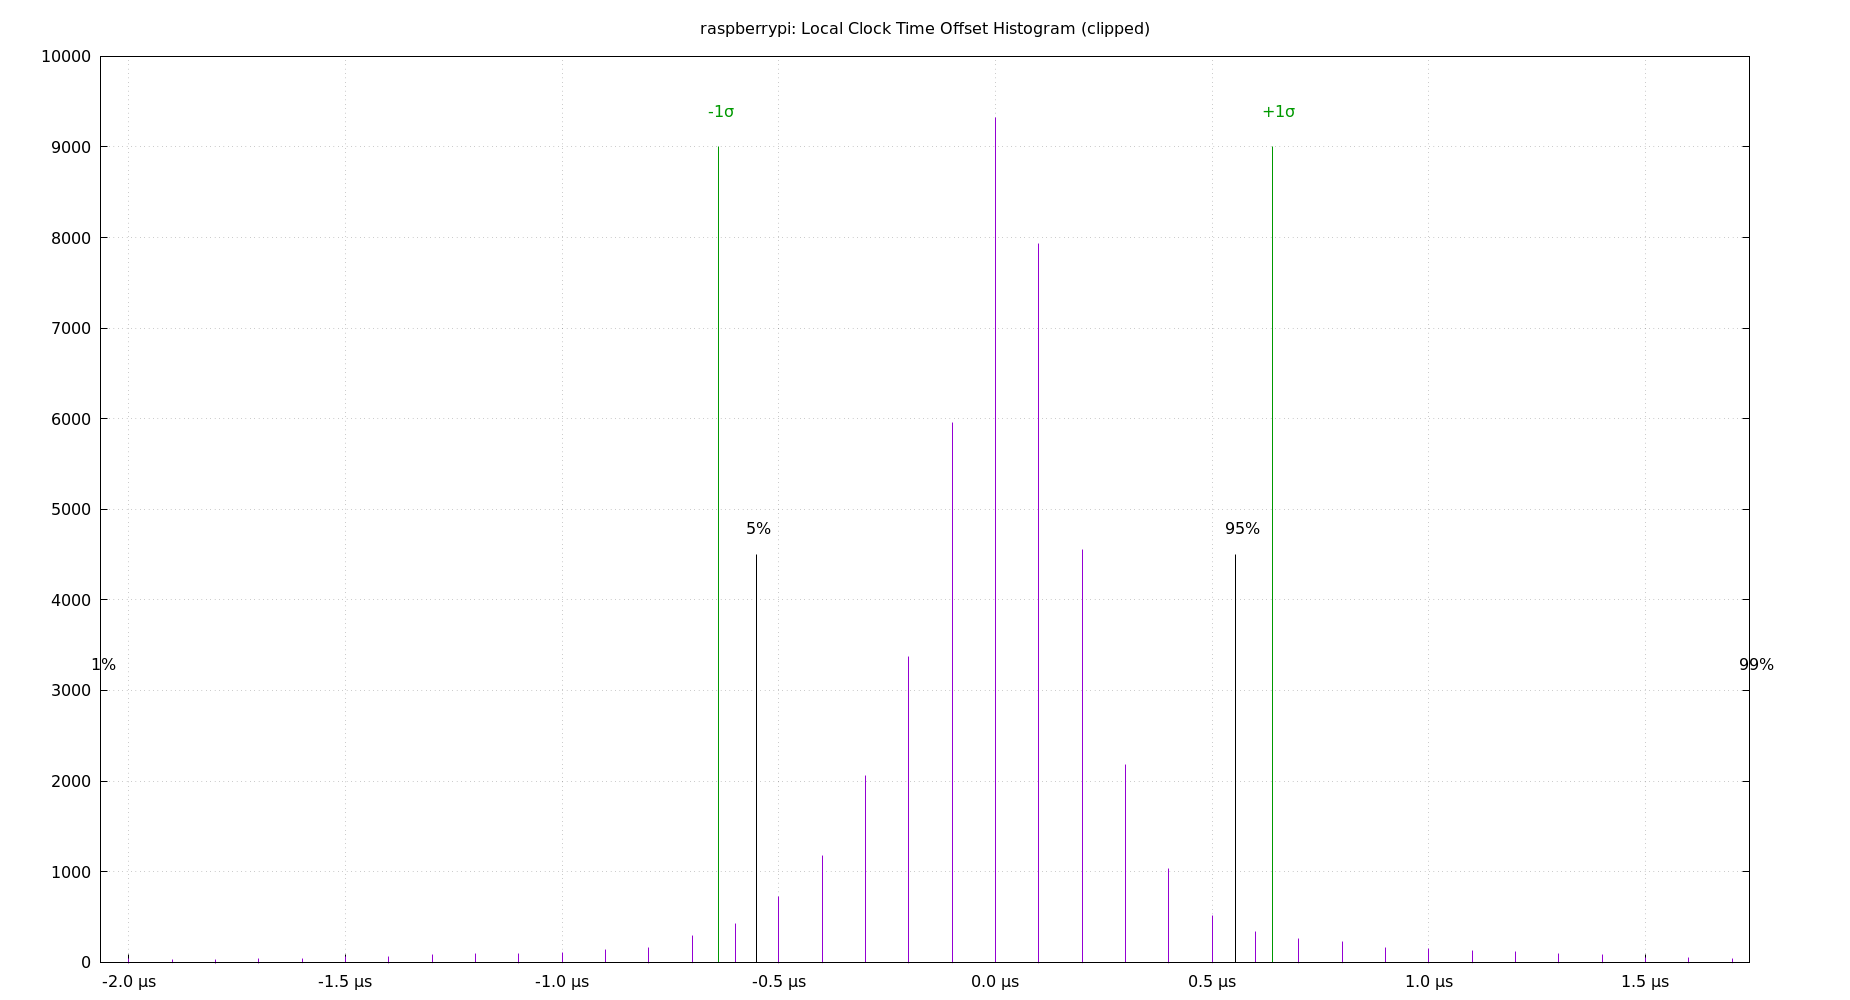 raspberrypi: Local Clock Time Offset Histogram (clipped)
10000
-1σ
+1σ
9000
8000
7000
6000
5000
5%
95%
4000
1%
99%
3000
2000
1000
0
-2.0 µs
-1.5 µs
-1.0 µs
-0.5 µs
0.0 µs
0.5 µs
1.0 µs
1.5 µs